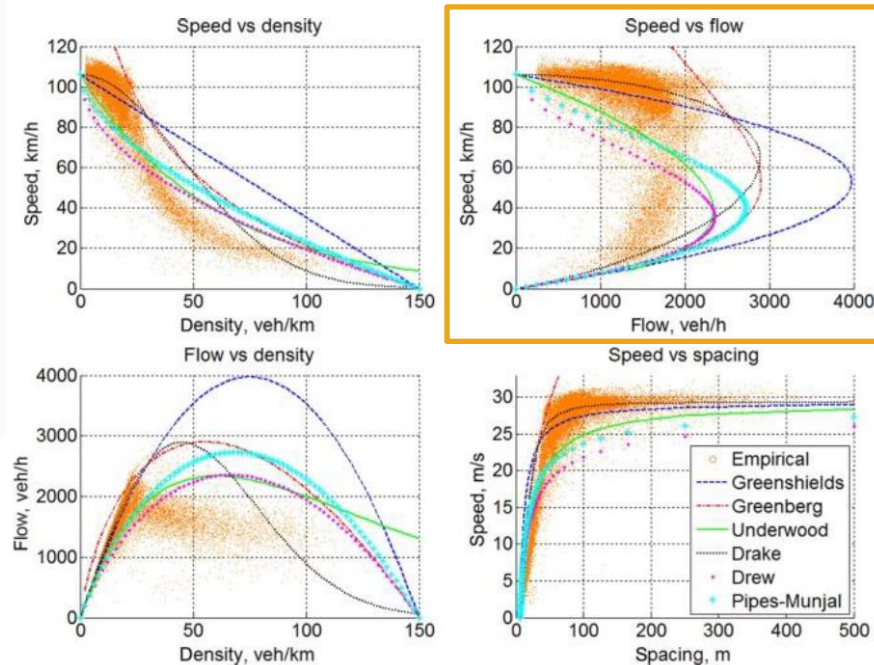 Speed vs density
120
100
80
60
40
20
0
Speed, km/h
0 50 100 150
Density, veh/km
Speed vs flow
120
100
80
60
40
20
0
Speed, km/h
0 1000 2000 3000 4000
Flow, veh/h
Flow vs density
4000
3000
2000
1000
0
Flow, veh/h
0 50 100 150
Density, veh/km
Speed vs spacing
30
25
20
15
10
5
0
Speed, m/s
0 100 200 300 400 500
Spacing, m
Empirical
Greenshields
Greenberg
Underwood
Drake
Drew
Pipes-Munjal